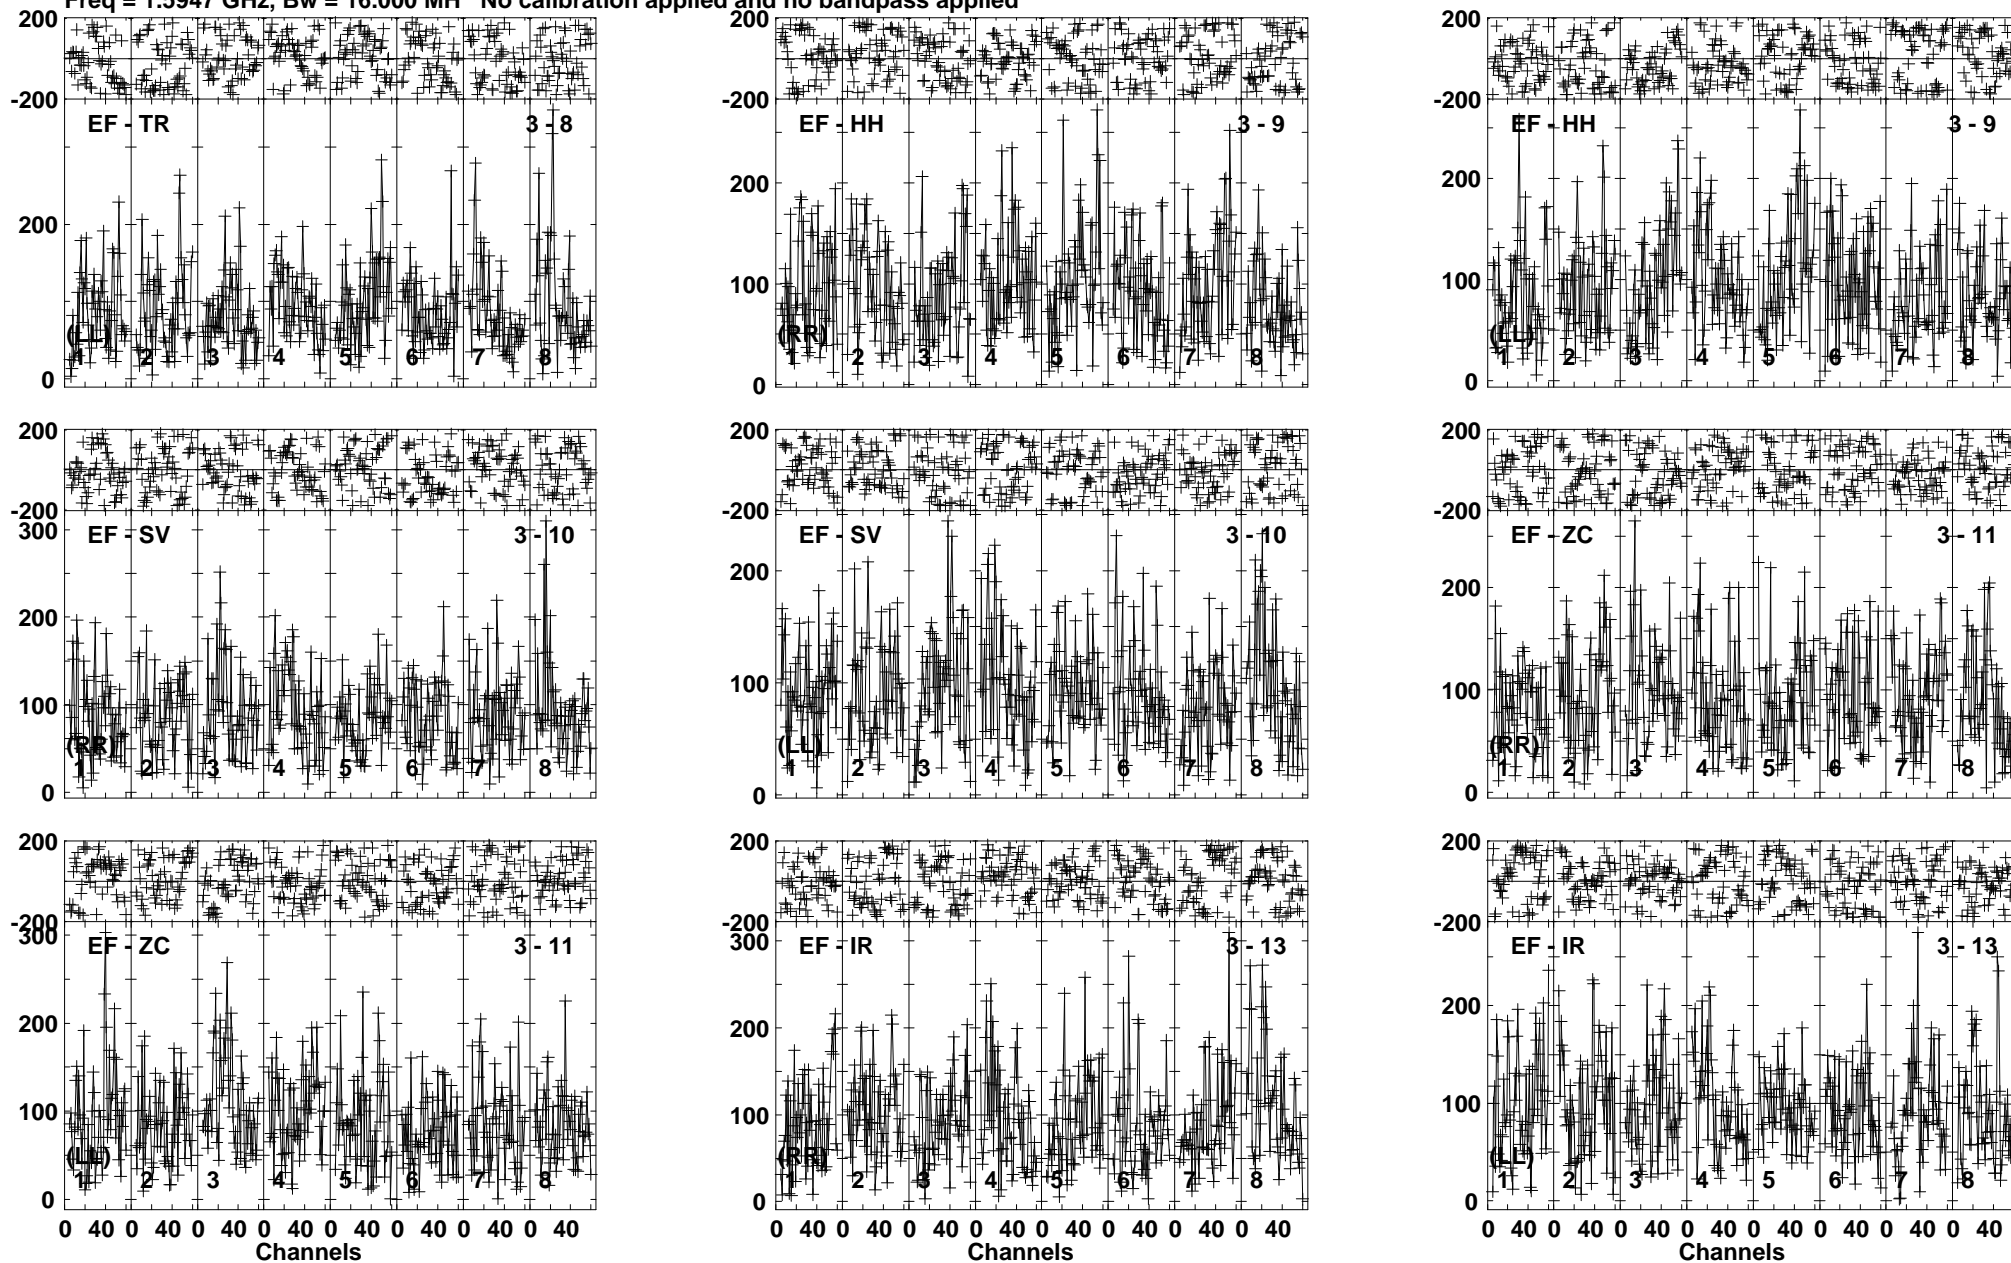 Freq = 1.5947 GHz, Bw = 16.000 MH No calibration applied and no bandpass applied
200 200 200
-200 -200 -200
EF - TR 3 - 8 EF - HH 3 - 9 EF - HH 3 - 9
200 200 200
100 100
(LL) (RR) (LL)
1 2 3 4 5 6 7 8 1 2 3 4 5 6 7 8 1 2 3 4 5 6 7 8
0 0 0
200 200 200
-200 -200 -200
300
EF - SV 3 - 10 EF - SV 3 - 10 EF - ZC 3 - 11
200 200 200
100 100 100
(RR) (LL) (RR)
1 2 3 4 5 6 7 8 1 2 3 4 5 6 7 8 1 2 3 4 5 6 7 8
0 0 0
200 200 200
-200 -200 -200
300 300
EF - ZC 3 - 11 EF - IR 3 - 13 EF - IR 3 - 13
200 200 200
100 100 100
(LL) (RR) (LL)
1 2 3 4 5 6 7 8 1 2 3 4 5 6 7 8 1 2 3 4 5 6 7 8
0 0 0
0 40 0 40 0 40 0 40 0 40 0 40 0 40 0 40 0 40 0 40 0 40 0 40 0 40 0 40 0 40 0 40 0 40 0 40 0 40 0 40 0 40 0 40 0 40 0 40
Channels Channels Channels